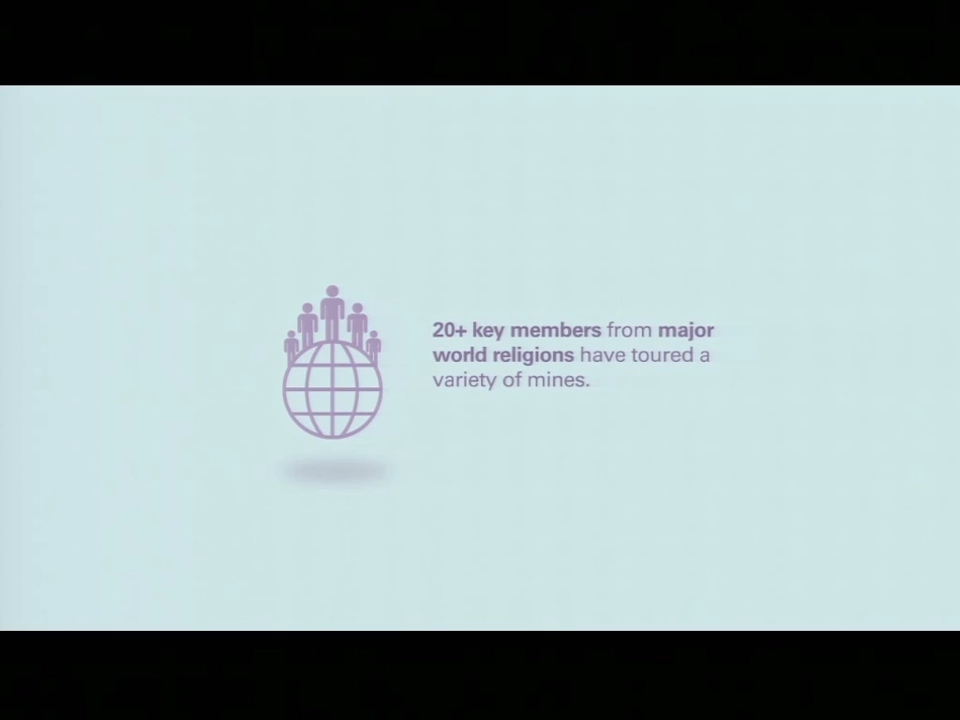 20+ key members from major
world religions have toured a
variety of mines.